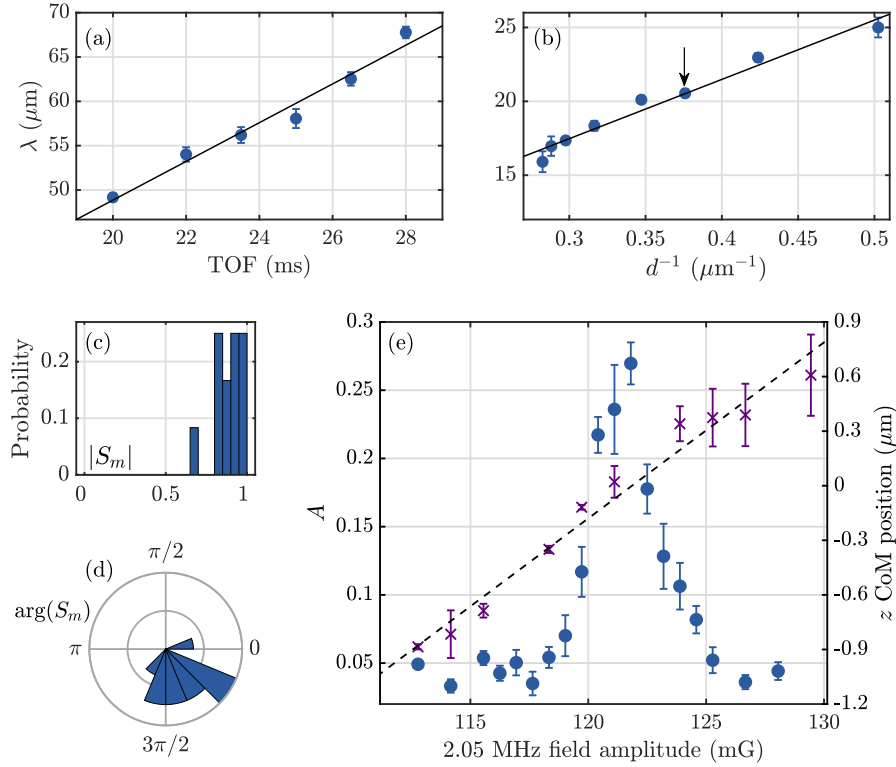 (a)
70
65
60
55
50
λ (μm)
20 22 24 26 28
TOF (ms)
(b)
25
20
15
0.3 0.35 0.4 0.45 0.5
d⁻¹ (μm⁻¹)
(c)
0.2
0.1
0
Probability
|Sₘ|
0 0.5 1
(d)
π/2
arg(Sₘ)
π
0
3π/2
(e)
0.3
0.25
0.2
0.15
0.1
0.05
A
0.9
0.6
0.3
0
-0.3
-0.6
-0.9
-1.2
z CoM position (μm)
115 120 125 130
2.05 MHz field amplitude (mG)